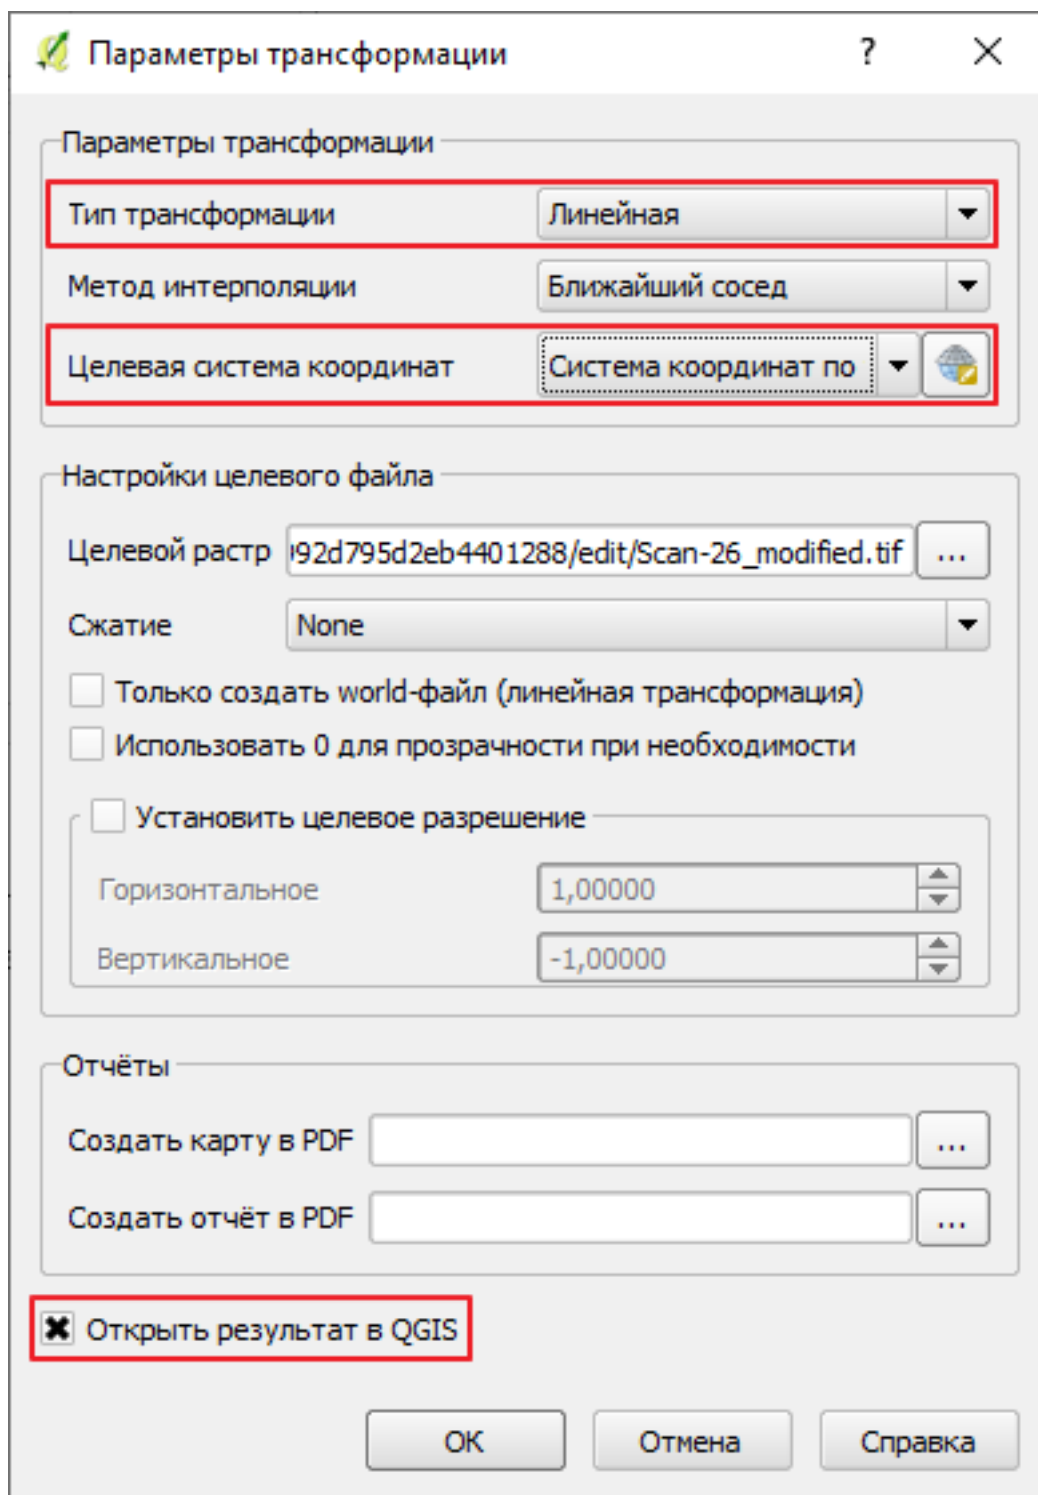 Параметры трансформации ?
Параметры трансформации
Тип трансформации Линейная
Метод интерполяции Ближайший сосед
Целевая система координат Система координат по
Настройки целевого файла
Целевой растр 92d795d2eb4401288/edit/Scan-26_modified.tif ...
Сжатие None
Только создать world-файл (линейная трансформация)
Использовать 0 для прозрачности при необходимости
Установить целевое разрешение
Горизонтальное 1,00000
Вертикальное -1,00000
Отчёты
Создать карту в PDF ...
Создать отчёт в PDF ...
Открыть результат в QGIS
ОК Отмена Справка